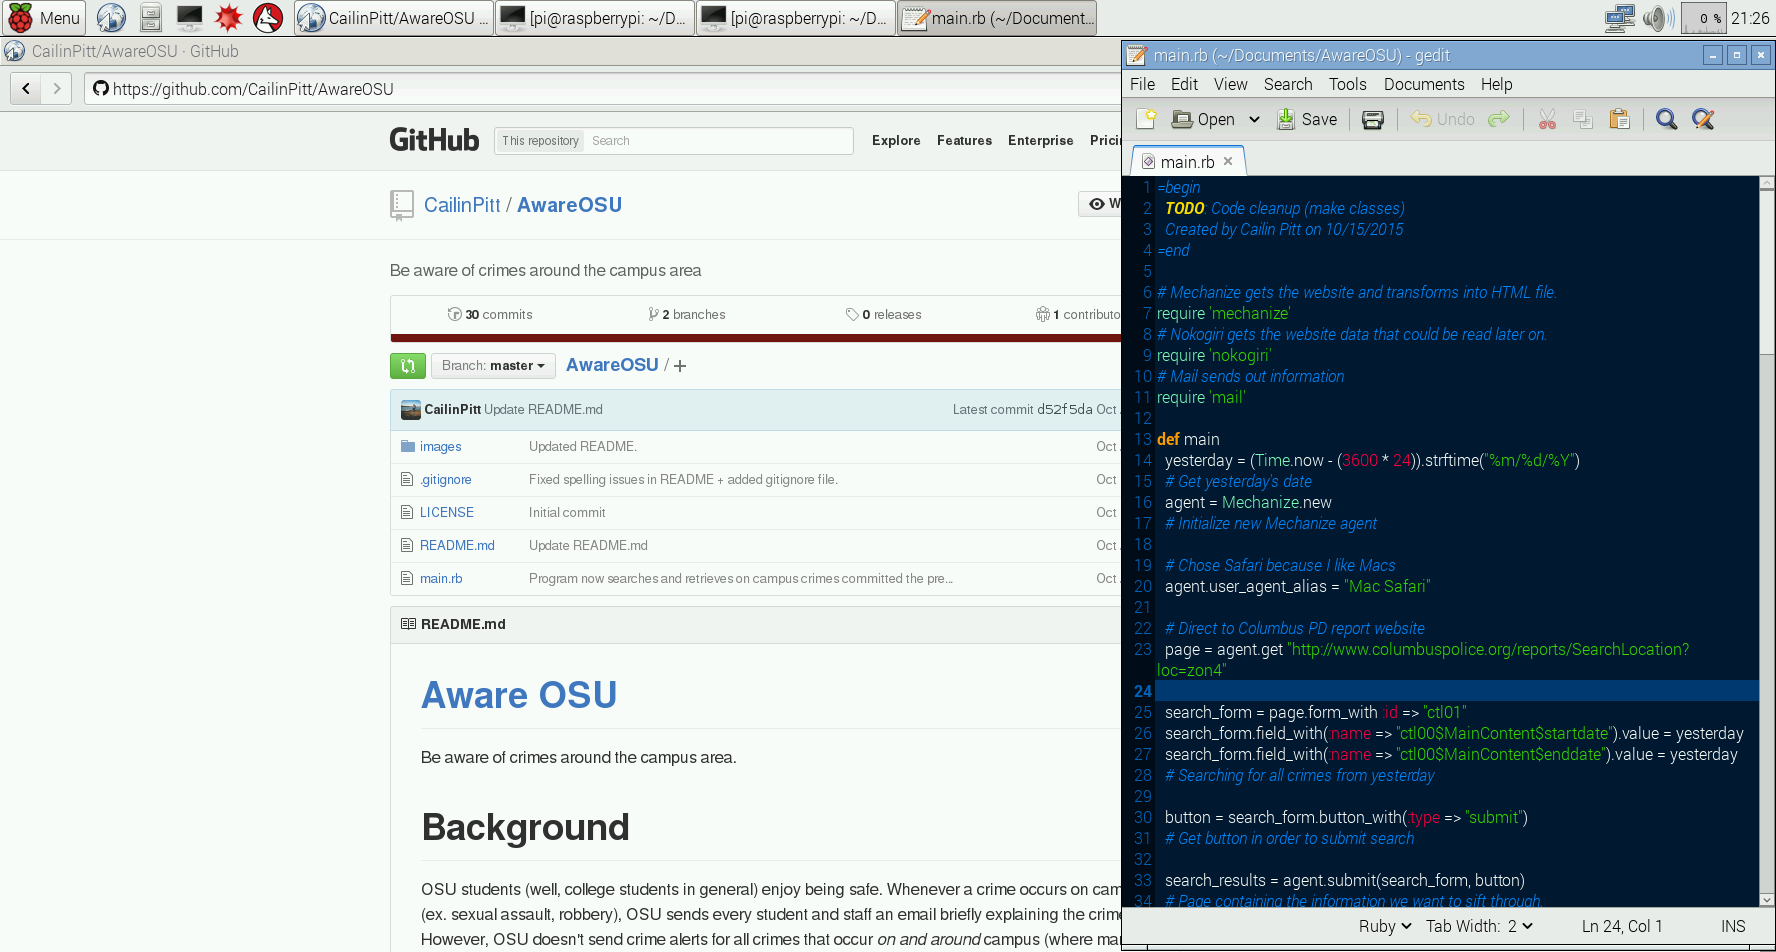 Menu
CailinPitt/AwareOSU ...
[pi@raspberrypi: ~/D...
[pi@raspberrypi: ~/D...
main.rb (~/Document...
0 %
21:26
CailinPitt/AwareOSU · GitHub
https://github.com/CailinPitt/AwareOSU
GitHub
This repository
Search
Explore
Features
Enterprise
CailinPitt / AwareOSU
Be aware of crimes around the campus area
30 commits
2 branches
0 releases
1
Branch: master
AwareOSU / +
CailinPitt Update README.md
Latest commit d52f5da Oct
images
Updated README.
Oct
.gitignore
Fixed spelling issues in README + added gitignore file.
Oct
LICENSE
Initial commit
Oct
README.md
Update README.md
Oct
main.rb
Program now searches and retrieves on campus crimes committed the pre...
Oct
README.md
Aware OSU
Be aware of crimes around the campus area.
Background
OSU students (well, college students in general) enjoy being safe. Whenever a crime occurs on cam
(ex. sexual assault, robbery), OSU sends every student and staff an email briefly explaining the crime
However, OSU doesn't send crime alerts for all crimes that occur on and around campus (where ma
main.rb (~/Documents/AwareOSU) - gedit
File Edit View Search Tools Documents Help
Open
Save
Undo
main.rb
1 =begin
2 TODO: Code cleanup (make classes)
3 Created by Cailin Pitt on 10/15/2015
4 =end
5
6 # Mechanize gets the website and transforms into HTML file.
7 require 'mechanize'
8 # Nokogiri gets the website data that could be read later on.
9 require 'nokogiri'
10 # Mail sends out information
11 require 'mail'
12
13 def main
14 yesterday = (Time.now - (3600 * 24)).strftime("%m/%d/%Y")
15 # Get yesterday's date
16 agent = Mechanize.new
17 # Initialize new Mechanize agent
18
19 # Chose Safari because I like Macs
20 agent.user_agent_alias = "Mac Safari"
21
22 # Direct to Columbus PD report website
23 page = agent.get "http://www.columbuspolice.org/reports/SearchLocation?
loc=zon4"
24
25 search_form = page.form_with :id => "ctl01"
26 search_form.field_with(:name => "ctl00$MainContent$startdate").value = yesterday
27 search_form.field_with(:name => "ctl00$MainContent$enddate").value = yesterday
28 # Searching for all crimes from yesterday
29
30 button = search_form.button_with(:type => "submit")
31 # Get button in order to submit search
32
33 search_results = agent.submit(search_form, button)
34 # Page containing the information we want to sift through.
Ruby
Tab Width: 2
Ln 24, Col 1
INS